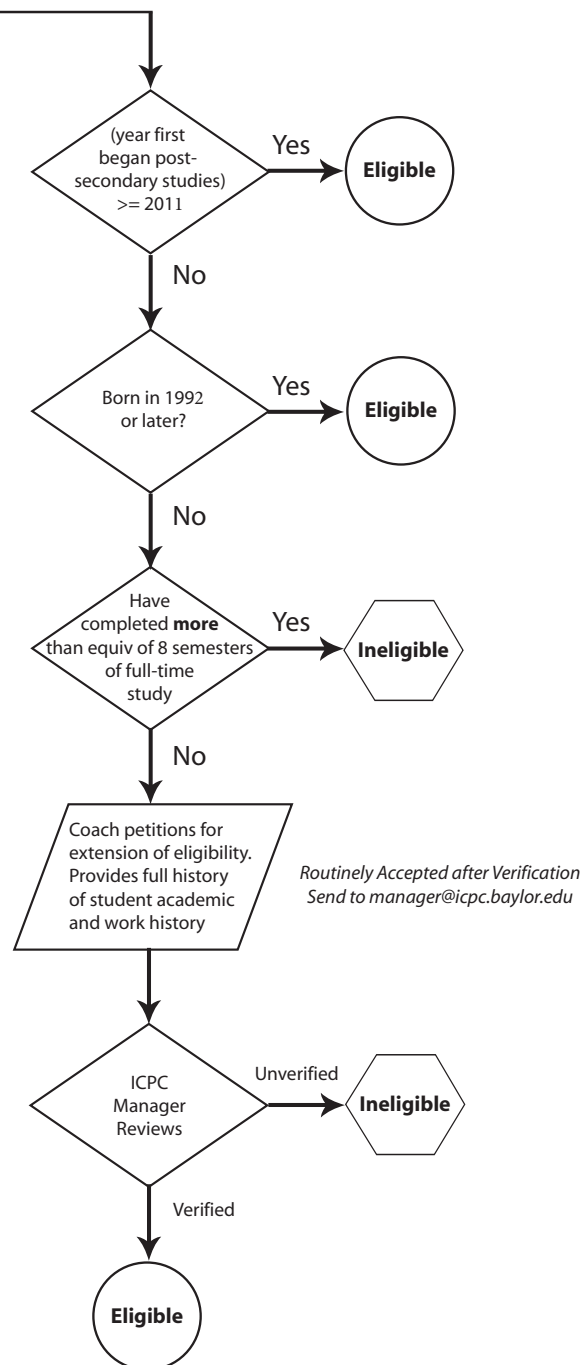 (year first
began post-
secondary studies)
>= 2011
Yes
Eligible
No
Born in 1992
or later?
Yes
Eligible
No
Have
completed more
than equiv of 8 semesters
of full-time
study
Yes
Ineligible
No
Coach petitions for
extension of eligibility.
Provides full history
of student academic
and work history
Routinely Accepted after Verification
Send to manager@icpc.baylor.edu
ICPC
Manager
Reviews
Unverified
Ineligible
Verified
Eligible